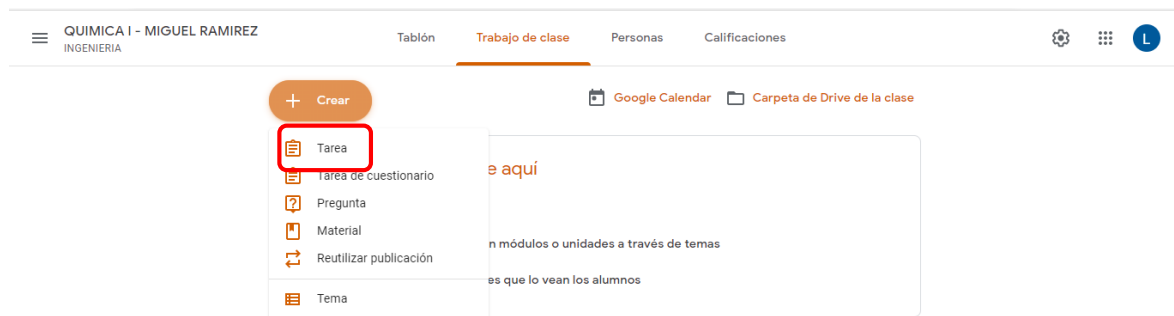 QUIMICA I - MIGUEL RAMIREZ
INGENIERIA
Tablón Trabajo de clase Personas Calificaciones
L
Crear
Google Calendar Carpeta de Drive de la clase
Tarea
Tarea de cuestionario
Pregunta
Material
Reutilizar publicación
Tema
e aquí
n módulos o unidades a través de temas
es que lo vean los alumnos